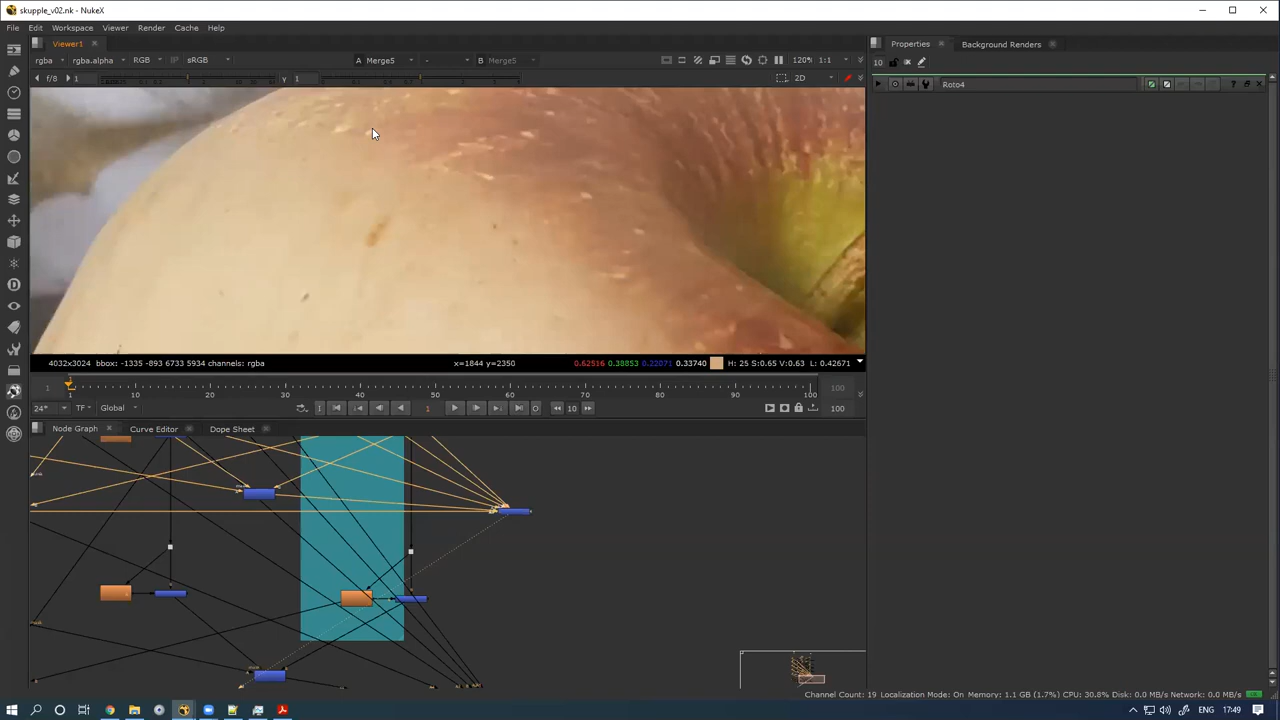 skupple_v02.nk - NukeX
File Edit Workspace Viewer Render Cache Help
Viewer1
rgba rgba.alpha RGB IP sRGB A Merge5 - B Merge5 120% 1:1
f/8 1 y 1 2D
4032x3024 bbox: -1335 -893 6733 5934 channels: rgba x=1844 y=2350 0.62516 0.38853 0.22071 0.33740 H: 25 S:0.65 V:0.63 L: 0.42671
1 1 10 20 30 40 50 60 70 80 90 100 100
24* TF Global 1 10 100
Node Graph Curve Editor Dope Sheet
Properties Background Renders
10
Roto4
Channel Count: 19 Localization Mode: On Memory: 1.1 GB (1.7%) CPU: 30.8% Disk: 0.0 MB/s Network: 0.0 MB/s
ENG 17:49